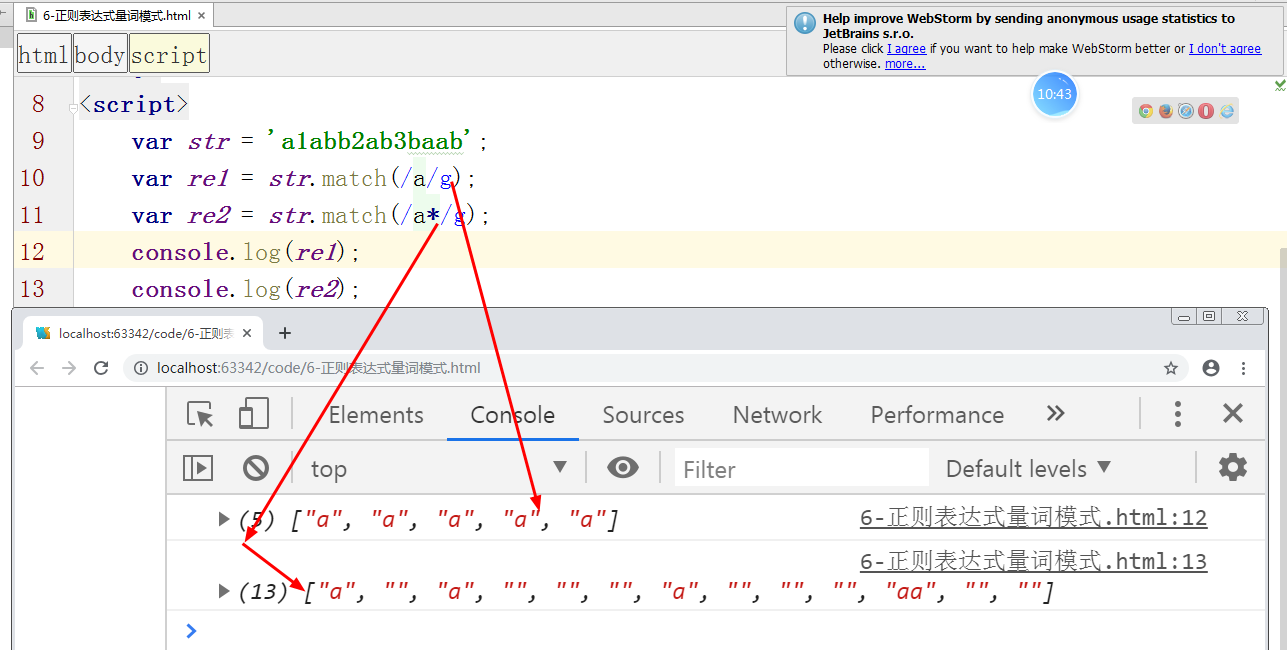 6-正则表达式量词模式.html ×
html body script
Help improve WebStorm by sending anonymous usage statistics to
JetBrains s.r.o.
Please click I agree if you want to help make WebStorm better or I don't agree
otherwise. more...
10:43
8 <script>
9 var str = 'a1abb2ab3baab';
10 var re1 = str.match(/a/g);
11 var re2 = str.match(/a*/g);
12 console.log(re1);
13 console.log(re2);
localhost:63342/code/6-正则表
localhost:63342/code/6-正则表达式量词模式.html
Elements Console Sources Network Performance
top Filter Default levels
(5) ["a", "a", "a", "a", "a"] 6-正则表达式量词模式.html:12
6-正则表达式量词模式.html:13
(13) ["a", "", "a", "", "", "", "a", "", "", "", "aa", "", ""]